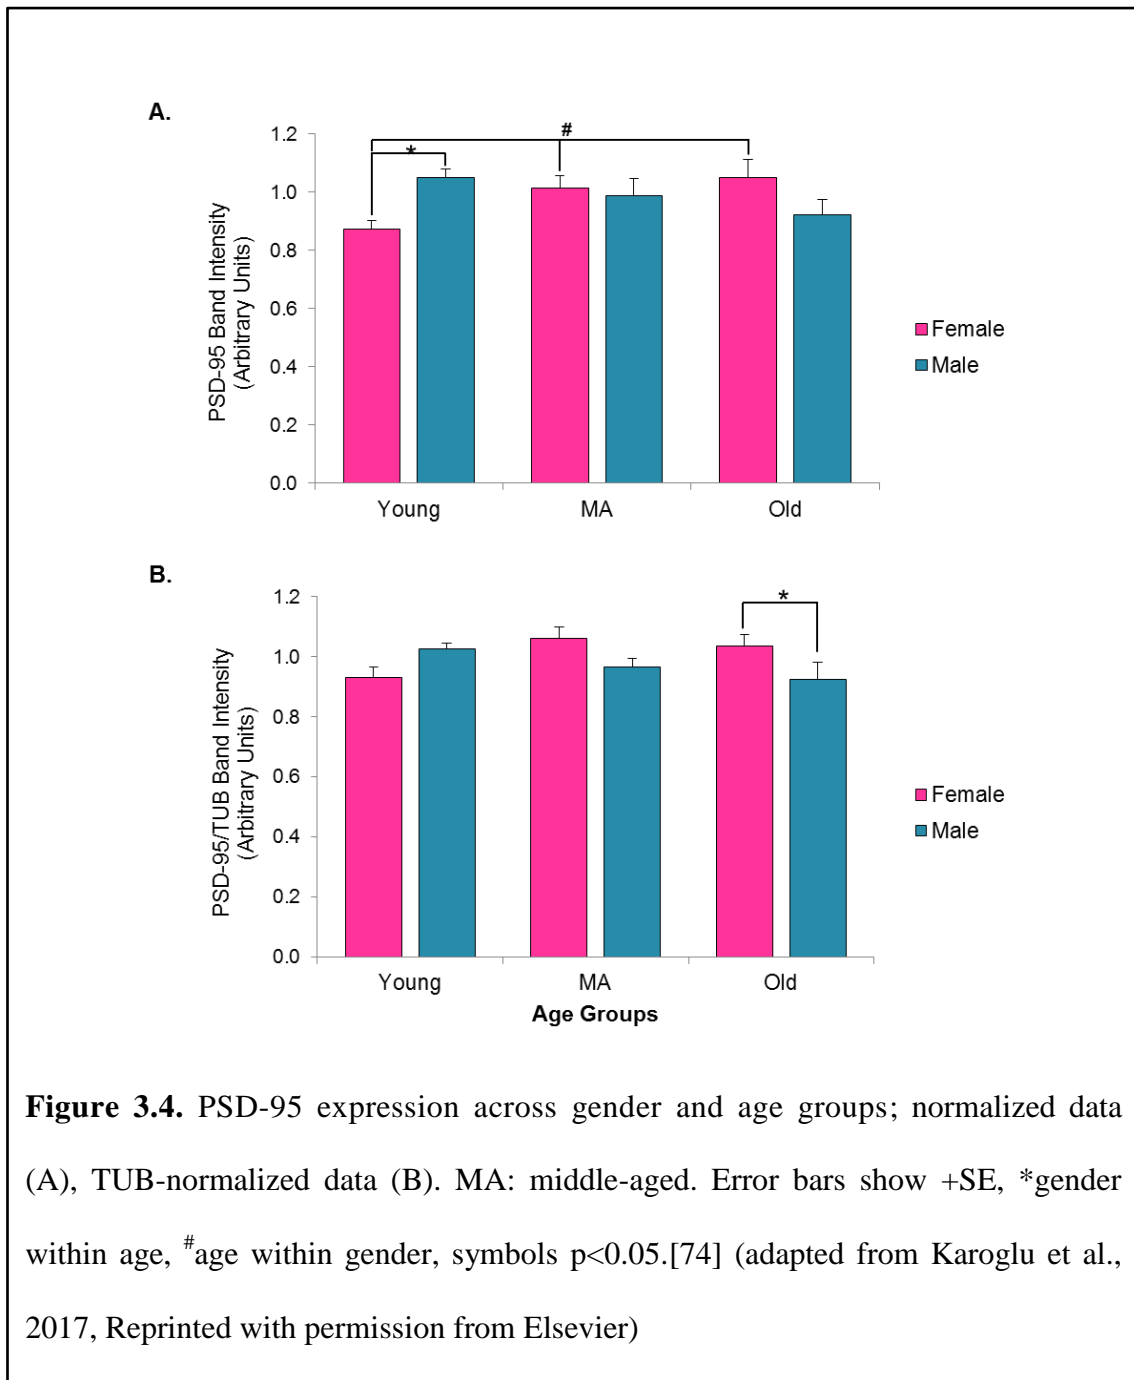 A.
#
*
1.2
1.0
0.8
0.6
0.4
0.2
0.0
PSD-95 Band Intensity
(Arbitrary Units)
Young MA Old
Female
Male
B.
*
1.2
1.0
0.8
0.6
0.4
0.2
0.0
PSD-95/TUB Band Intensity
(Arbitrary Units)
Young MA Old
Age Groups
Female
Male
Figure 3.4. PSD-95 expression across gender and age groups; normalized data
(A), TUB-normalized data (B). MA: middle-aged. Error bars show +SE, *gender
within age, #age within gender, symbols p<0.05.[74] (adapted from Karoglu et al.,
2017, Reprinted with permission from Elsevier)